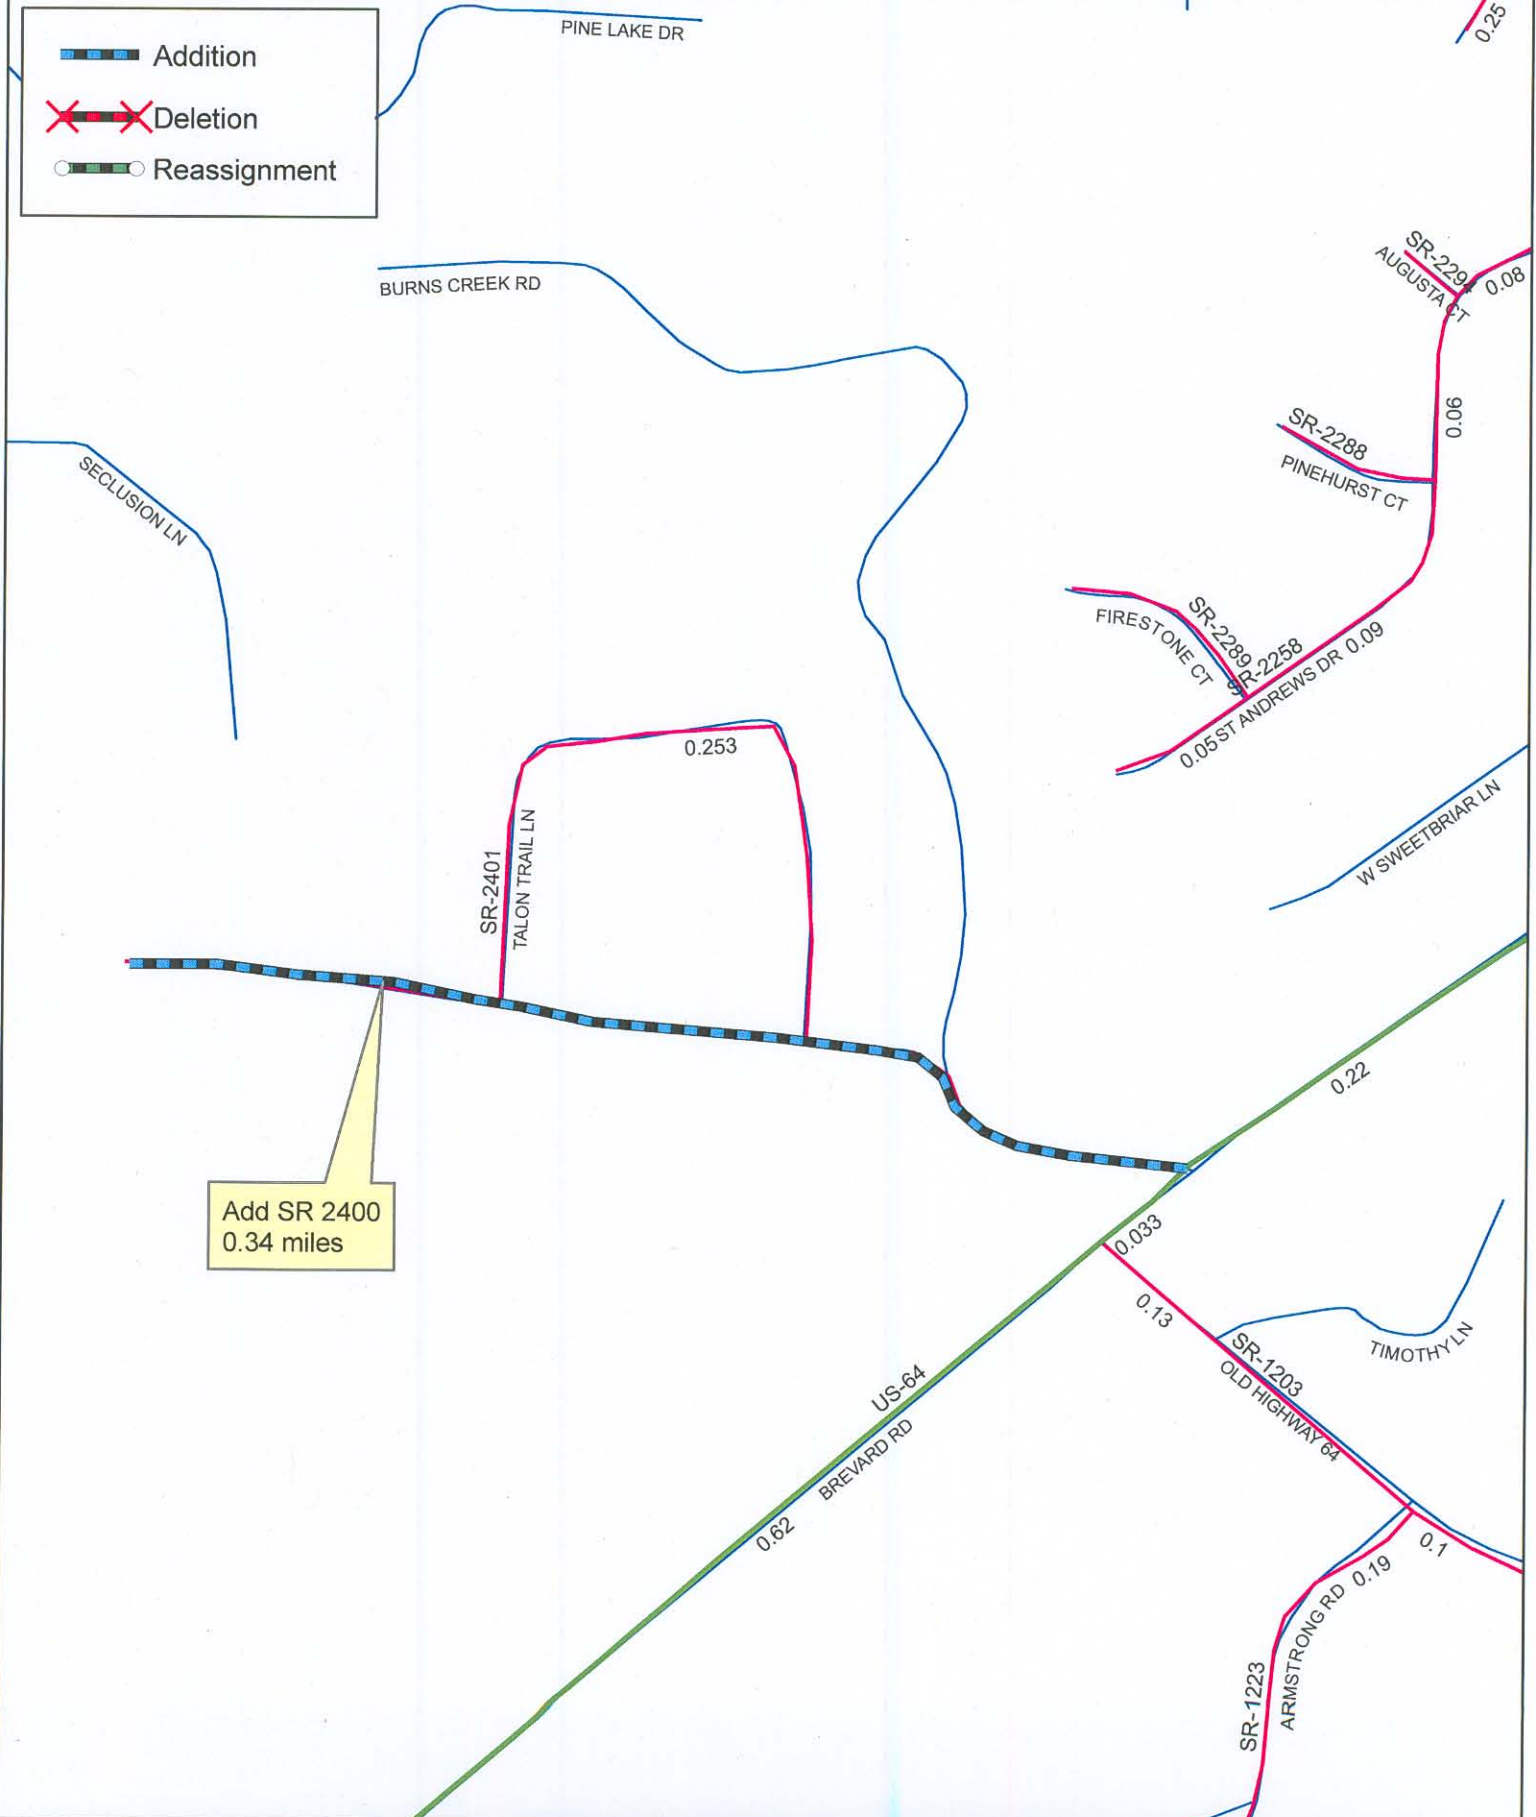 Addition
Deletion
Reassignment
PINE LAKE DR
0.25
BURNS CREEK RD
SR-2294
AUGUSTA CT
0.08
0.06
SR-2288
PINEHURST CT
SECLUSION LN
SR-2289
FIRESTONE CT
SR-2258
ST ANDREWS DR
0.09
0.05
0.253
SR-2401
TALON TRAIL LN
W SWEETBRIAR LN
0.22
Add SR 2400
0.34 miles
0.033
0.13
TIMOTHY LN
SR-1203
OLD HIGHWAY 64
US-64
BREVARD RD
0.62
0.1
0.19
ARMSTRONG RD
SR-1223